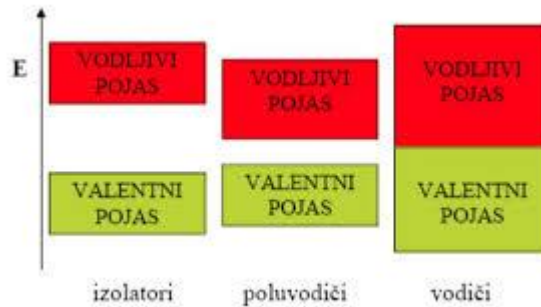 E
VODLJIVI
POJAS
VODLJIVI
POJAS
VODLJIVI
POJAS
VALENTNI
POJAS
VALENTNI
POJAS
VALENTNI
POJAS
izolatori
poluvodiči
vodiči